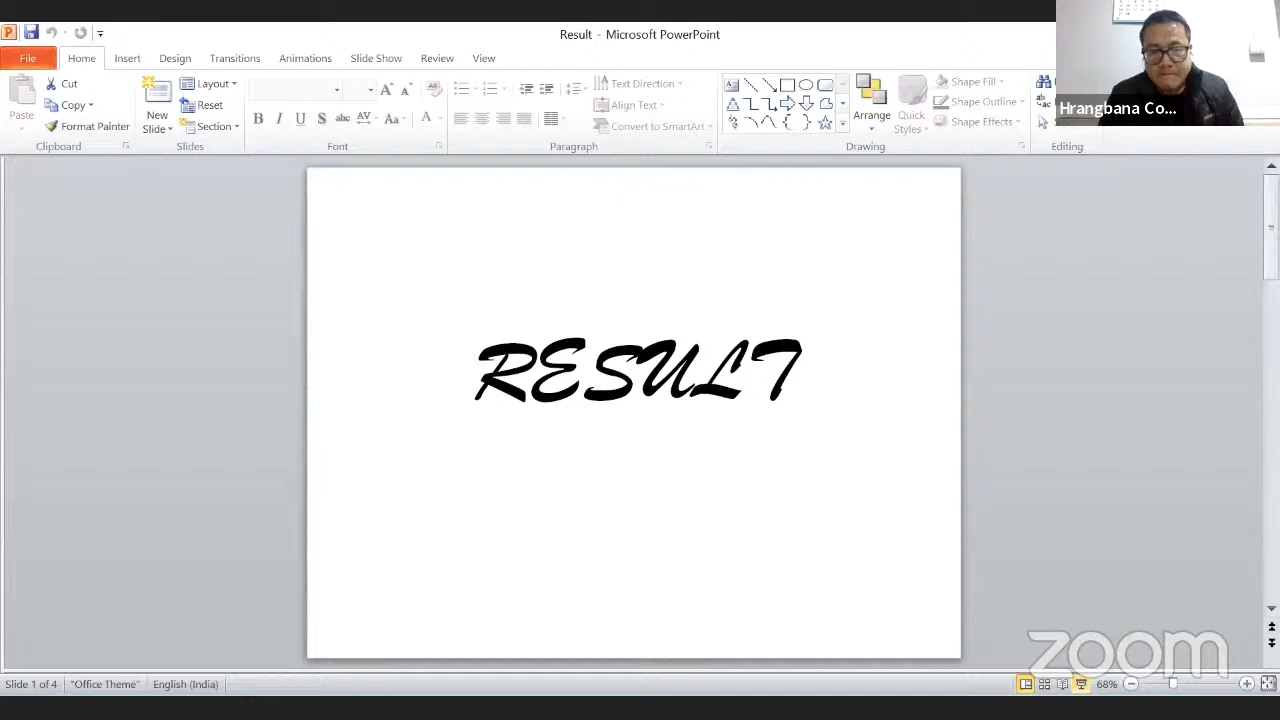 Result - Microsoft PowerPoint
File Home Insert Design Transitions Animations Slide Show Review View
Paste
Cut
Copy
Format Painter
Clipboard
New Slide
Layout
Reset
Section
Slides
B I U S abc AV Aa A
Font
Text Direction
Align Text
Convert to SmartArt
Paragraph
Arrange
Quick Styles
Shape Fill
Shape Outline
Shape Effects
Drawing
Editing
Hrangbana Co...
RESULT
zoom
Slide 1 of 4 "Office Theme" English (India) 68%